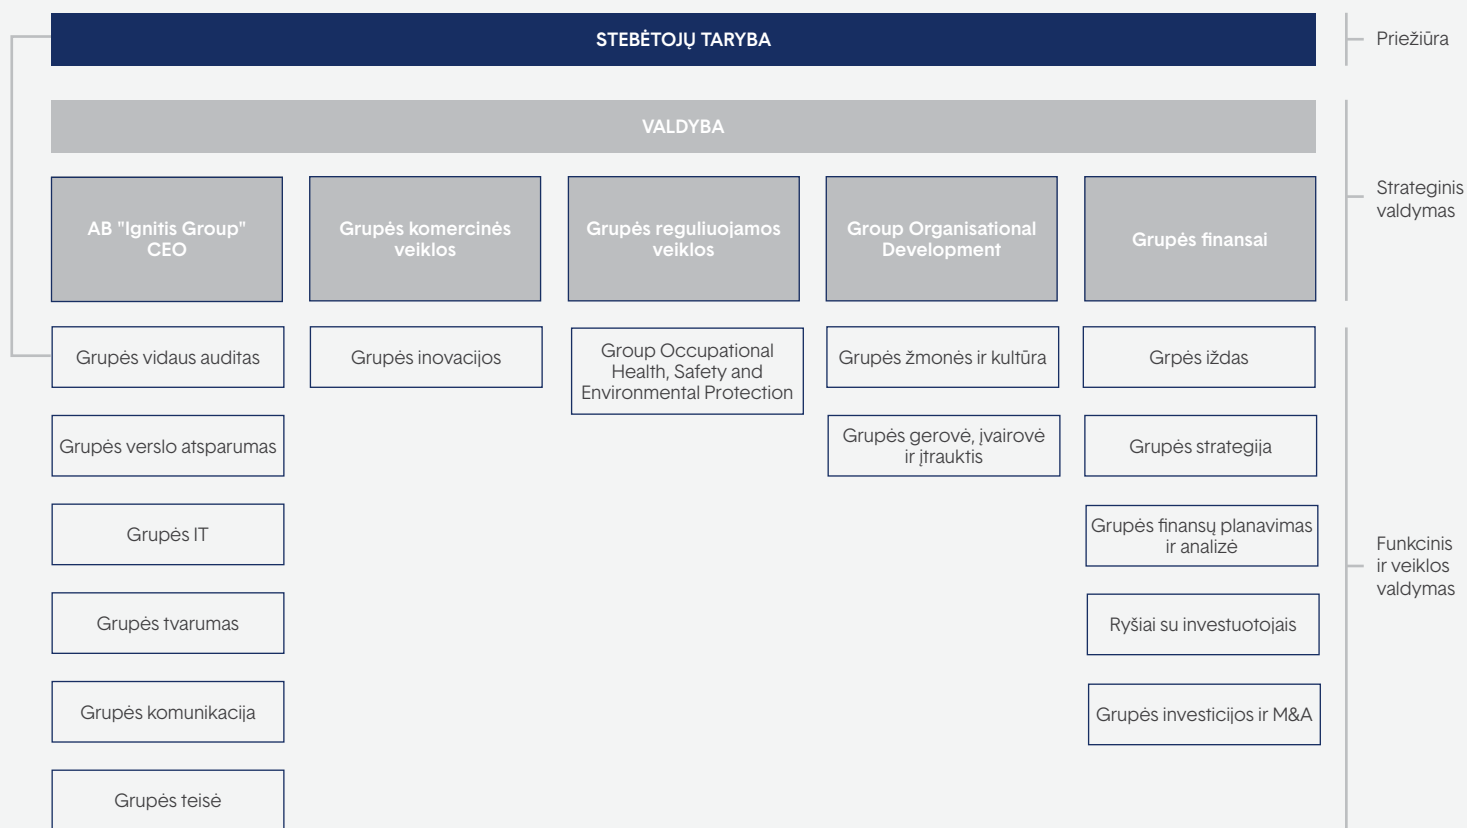 STEBĖTOJŲ TARYBA
Priežiūra
VALDYBA
Strateginis
valdymas
AB "Ignitis Group"
CEO
Grupės komercinės
veiklos
Grupės reguliuojamos
veiklos
Group Organisational
Development
Grupės finansai
Grupės vidaus auditas
Grupės inovacijos
Group Occupational
Health, Safety and
Environmental Protection
Grupės žmonės ir kultūra
Grpės iždas
Grupės verslo atsparumas
Grupės gerovė, įvairovė
ir įtrauktis
Grupės strategija
Grupės IT
Grupės finansų planavimas
ir analizė
Funkcinis
ir veiklos
valdymas
Grupės tvarumas
Ryšiai su investuotojais
Grupės komunikacija
Grupės investicijos ir M&A
Grupės teisė